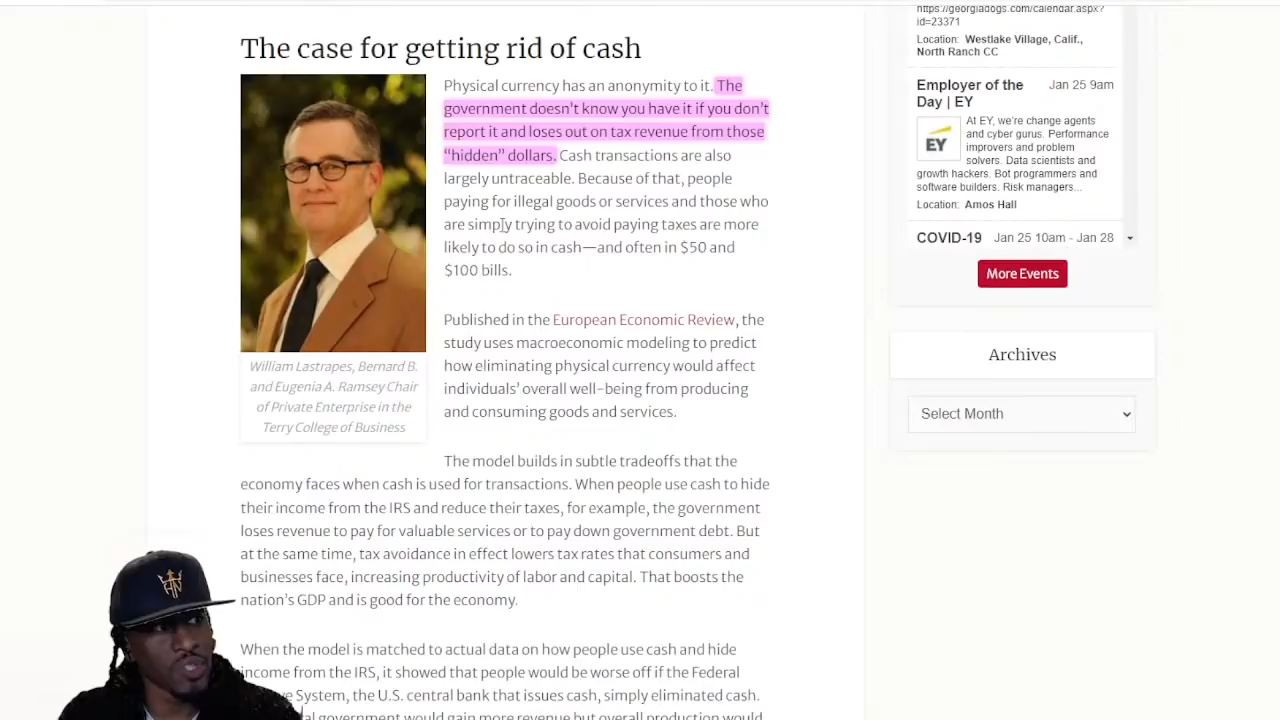 The case for getting rid of cash
Physical currency has an anonymity to it. The
government doesn’t know you have it if you don’t
report it and loses out on tax revenue from those
“hidden” dollars. Cash transactions are also
largely untraceable. Because of that, people
paying for illegal goods or services and those who
are simply trying to avoid paying taxes are more
likely to do so in cash—and often in $50 and
$100 bills.
William Lastrapes, Bernard B.
and Eugenia A. Ramsey Chair
of Private Enterprise in the
Terry College of Business
Published in the European Economic Review, the
study uses macroeconomic modeling to predict
how eliminating physical currency would affect
individuals’ overall well-being from producing
and consuming goods and services.
The model builds in subtle tradeoffs that the
economy faces when cash is used for transactions. When people use cash to hide
their income from the IRS and reduce their taxes, for example, the government
loses revenue to pay for valuable services or to pay down government debt. But
at the same time, tax avoidance in effect lowers tax rates that consumers and
businesses face, increasing productivity of labor and capital. That boosts the
nation’s GDP and is good for the economy.
When the model is matched to actual data on how people use cash and hide
income from the IRS, it showed that people would be worse off if the Federal
System, the U.S. central bank that issues cash, simply eliminated cash.
government would gain more revenue but overall production would
https://georgiadogs.com/calendar.aspx?
id=23371
Location: Westlake Village, Calif.,
North Ranch CC
Employer of the Jan 25 9am
Day | EY
EY
At EY, we're change agents
and cyber gurus. Performance
improvers and problem
solvers. Data scientists and
growth hackers. Bot programmers and
software builders. Risk managers...
Location: Amos Hall
COVID-19 Jan 25 10am - Jan 28
More Events
Archives
Select Month